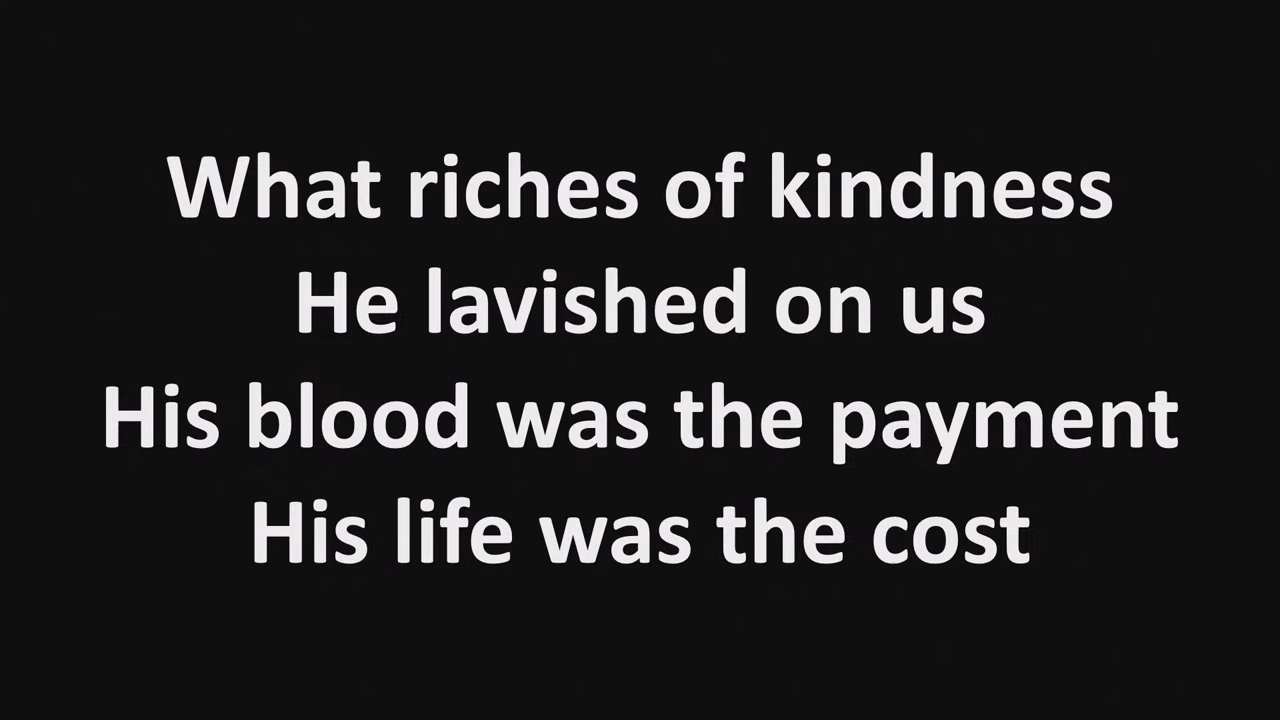 What riches of kindness
He lavished on us
His blood was the payment
His life was the cost